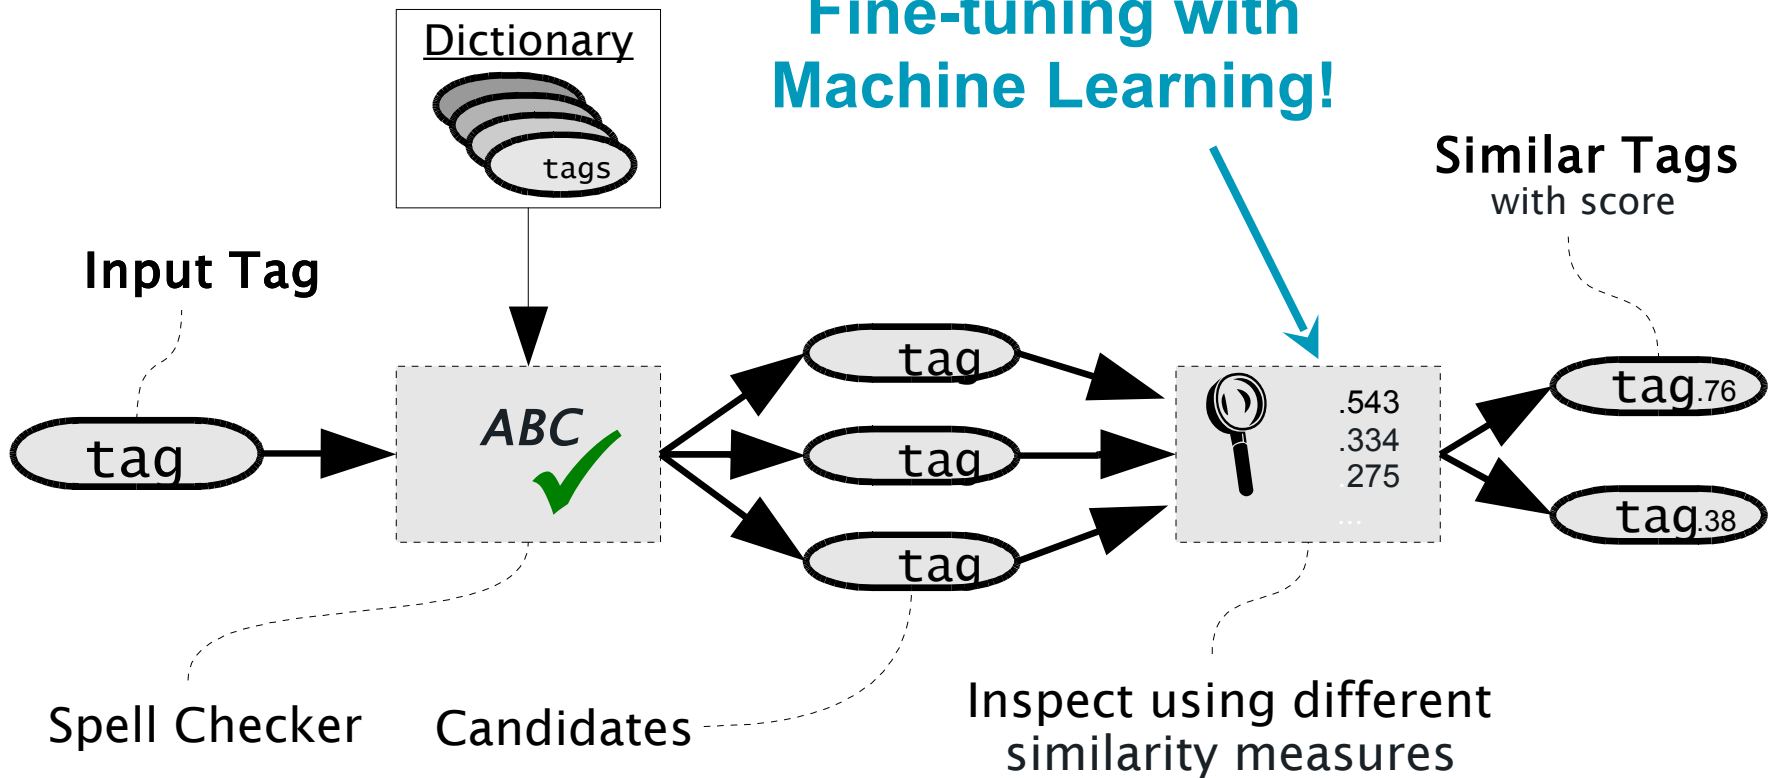 Dictionary
tags
Fine-tuning with
Machine Learning!
Similar Tags
with score
Input Tag
tag
ABC
tag
tag
tag
.543
.334
.275
...
tag.76
tag.38
Spell Checker
Candidates
Inspect using different
similarity measures